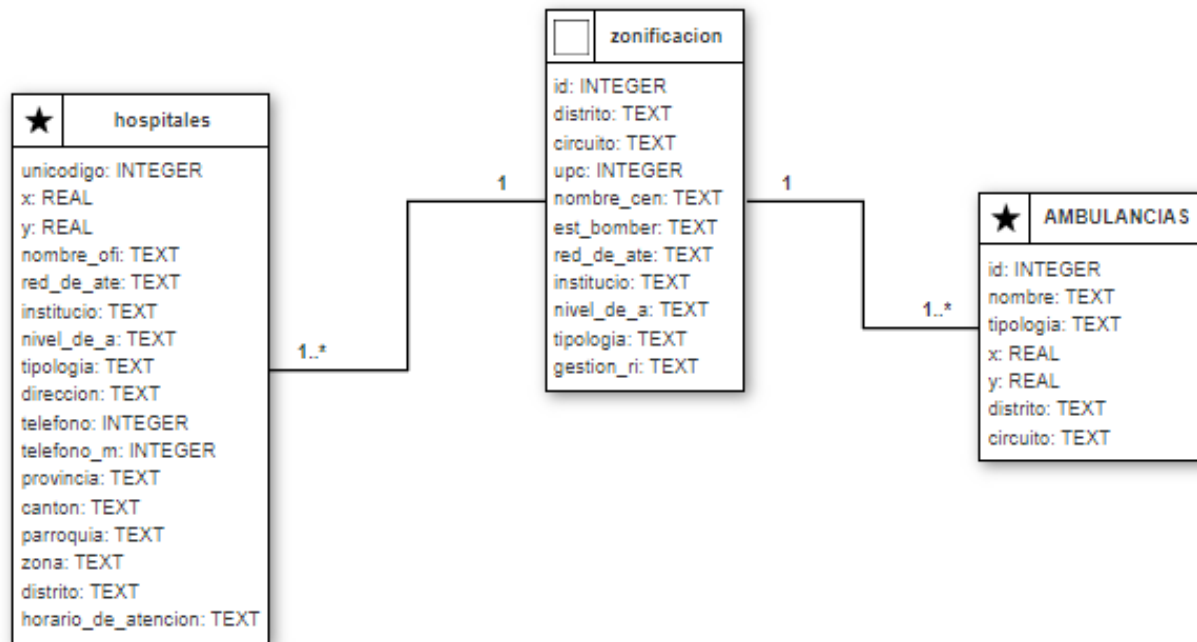 hospitales
unicodigo: INTEGER
x: REAL
y: REAL
nombre_ofi: TEXT
red_de_ate: TEXT
institucio: TEXT
nivel_de_a: TEXT
tipologia: TEXT
direccion: TEXT
telefono: INTEGER
telefono_m: INTEGER
provincia: TEXT
canton: TEXT
parroquia: TEXT
zona: TEXT
distrito: TEXT
horario_de_atencion: TEXT
1..*
1
zonificacion
id: INTEGER
distrito: TEXT
circuito: TEXT
upc: INTEGER
nombre_cen: TEXT
est_bomber: TEXT
red_de_ate: TEXT
institucio: TEXT
nivel_de_a: TEXT
tipologia: TEXT
gestion_ri: TEXT
1
1..*
AMBULANCIAS
id: INTEGER
nombre: TEXT
tipologia: TEXT
x: REAL
y: REAL
distrito: TEXT
circuito: TEXT